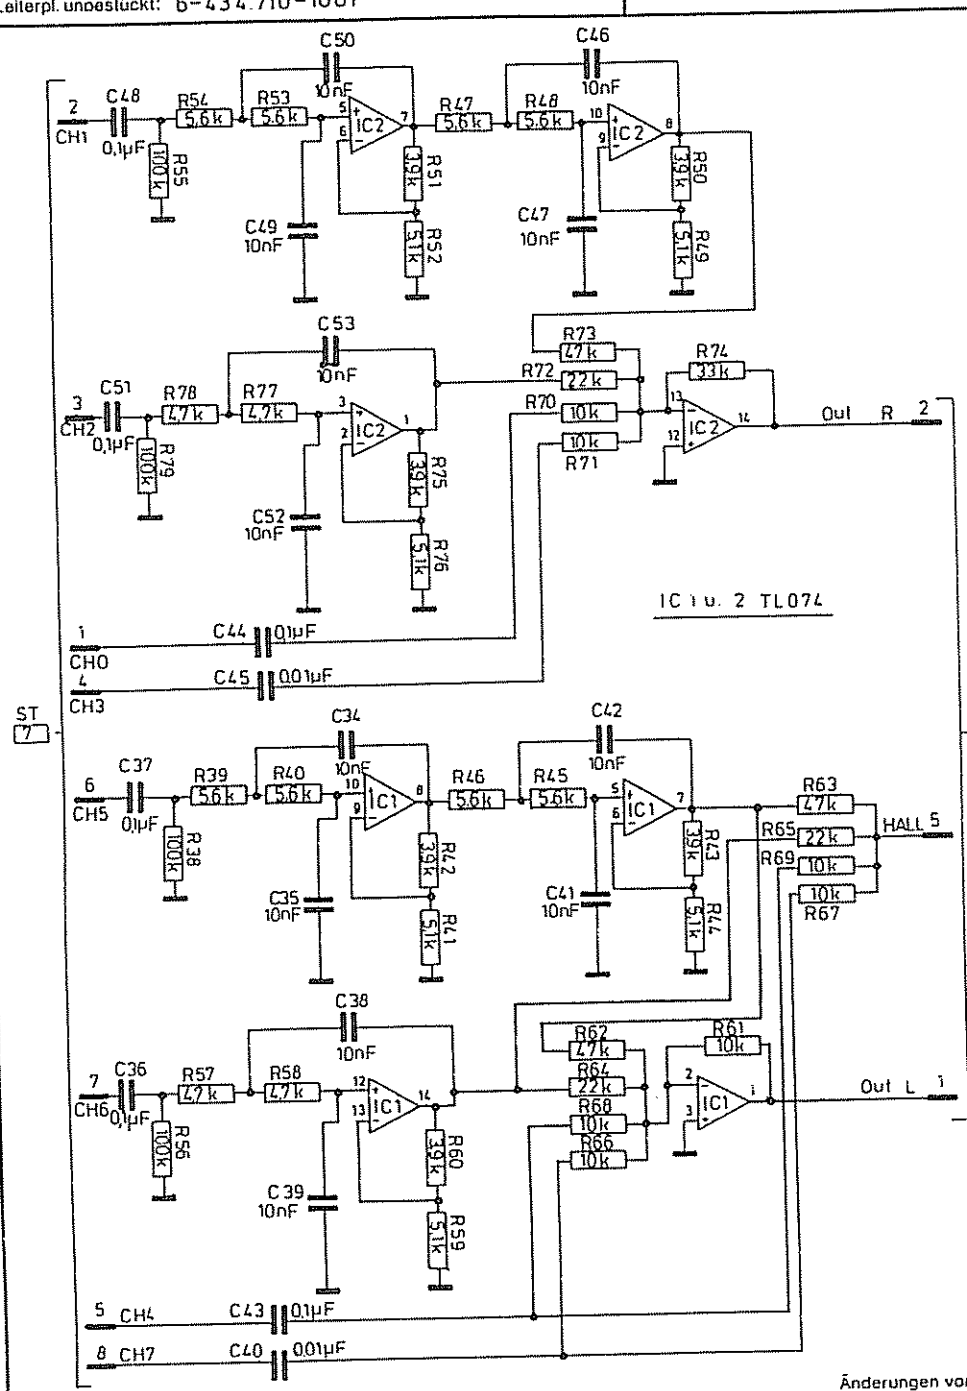 Leiterpl. unbestückt: 6-434.710-1001
C50
10nF
C46
10nF
2
CH1
C48
0,1µF
R54
5,6k
R53
5,6k
5
6
IC2
7
R47
5,6k
R48
5,6k
10
9
IC2
8
R55
100k
C49
10nF
R51
3,9k
R52
5,1k
C47
10nF
R50
3,9k
R49
5,1k
C53
10nF
3
CH2
C51
0,1µF
R78
4,7k
R77
4,7k
3
2
IC2
1
R79
100k
C52
10nF
R75
3,9k
R76
5,1k
R73
47k
R72
22k
R70
10k
10k
R71
R74
33k
13
12
IC2
14
Out R 2
IC 1 u. 2 TL074
1
CH0
C44
0,1µF
4
CH3
C45
0,01µF
ST
7
C34
10nF
C42
10nF
6
CH5
C37
0,1µF
R39
5,6k
R40
5,6k
10
9
IC1
8
R46
5,6k
R45
5,6k
5
6
IC1
7
R38
100k
C35
10nF
R42
3,9k
R41
5,1k
C41
10nF
R43
3,9k
R44
5,1k
R63
47k
R65
22k
R69
10k
10k
R67
HALL 5
C38
10nF
7
CH6
C36
0,1µF
R57
4,7k
R58
4,7k
12
13
IC1
14
R56
100k
C39
10nF
R60
3,9k
R59
5,1k
R62
47k
R64
22k
R68
10k
R66
10k
R61
10k
2
3
IC1
1
Out L 1
5 CH4
C43
0,1µF
8 CH7
C40
0,01µF
Änderungen vor